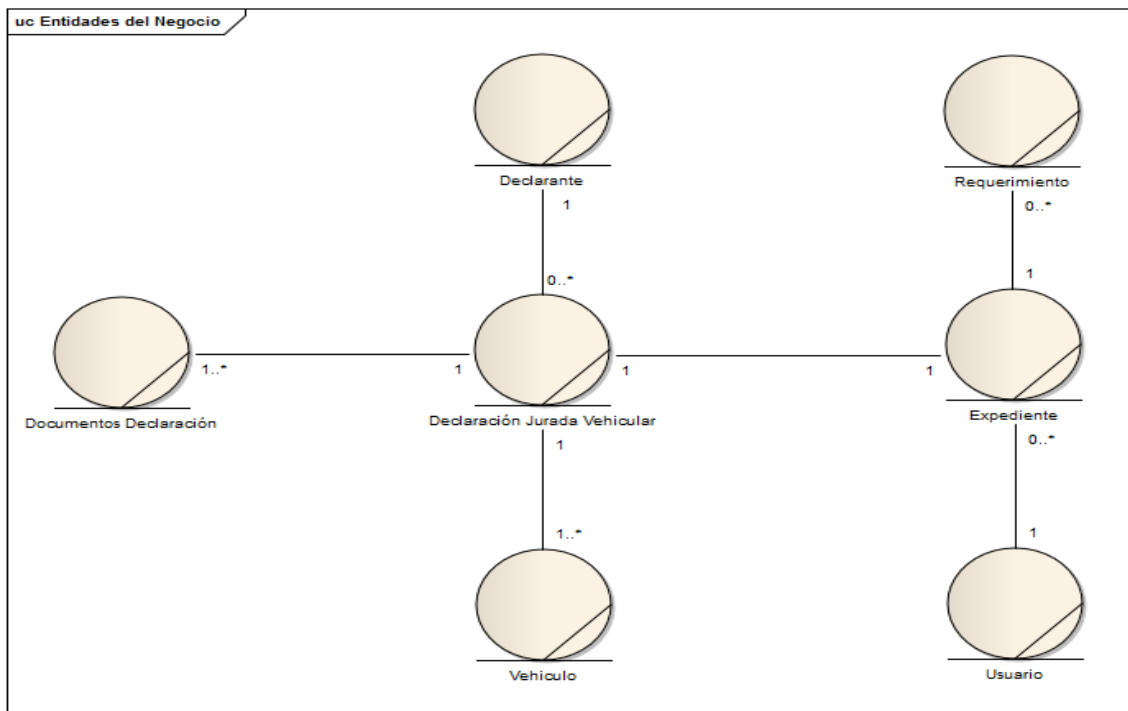 uc Entidades del Negocio
Declarante
Requerimiento
1
0..*
0..*
1
1..*
1
1
1
Documentos Declaración
Declaración Jurada Vehicular
Expediente
1
0..*
1..*
1
Vehiculo
Usuario